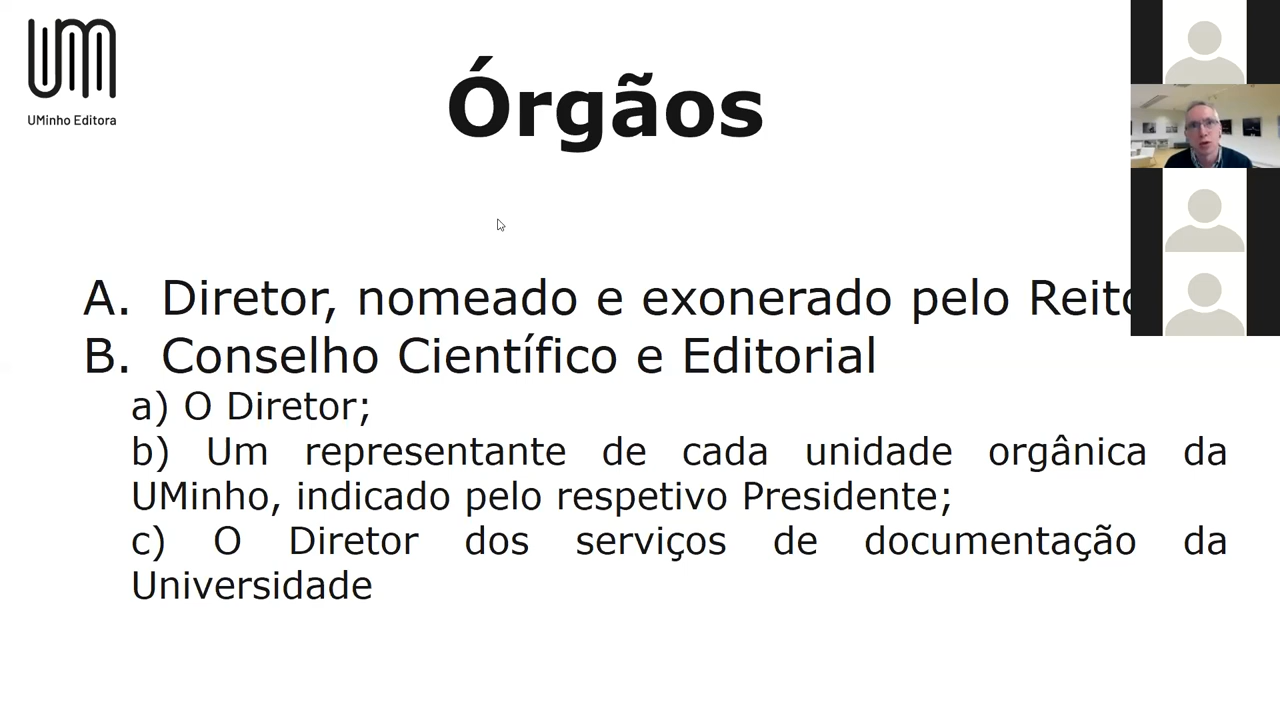 UMinho Editora
Órgãos
A. Diretor, nomeado e exonerado pelo
B. Conselho Científico e Editorial
a) O Diretor;
b) Um representante de cada unidade orgânica da
UMinho, indicado pelo respetivo Presidente;
c) O Diretor dos serviços de documentação da
Universidade